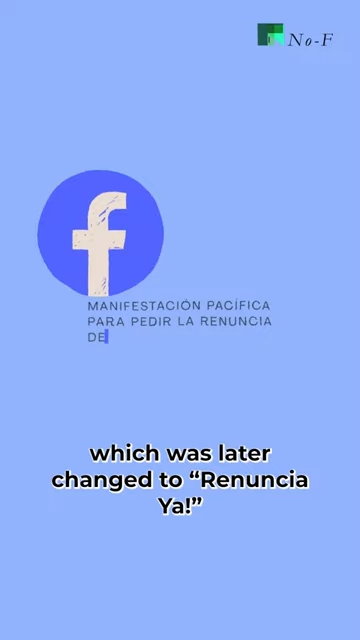 No-F
f
MANIFESTACIÓN PACÍFICA
PARA PEDIR LA RENUNCIA
DE
which was later
changed to “Renuncia
Ya!”